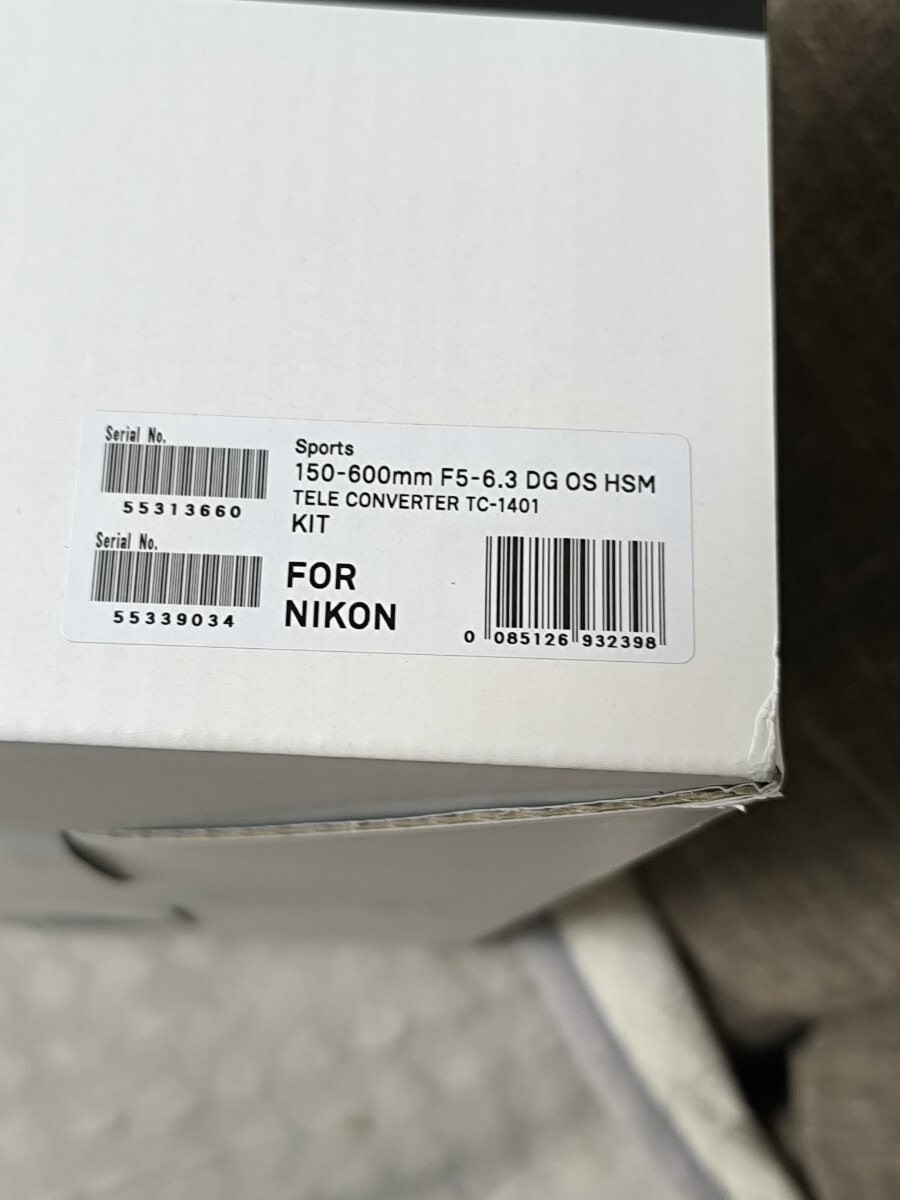 Serial No.
55313660
Serial No.
55339034
Sports
150-600mm F5-6.3 DG OS HSM
TELE CONVERTER TC-1401
KIT
FOR
NIKON
0 085126 932398